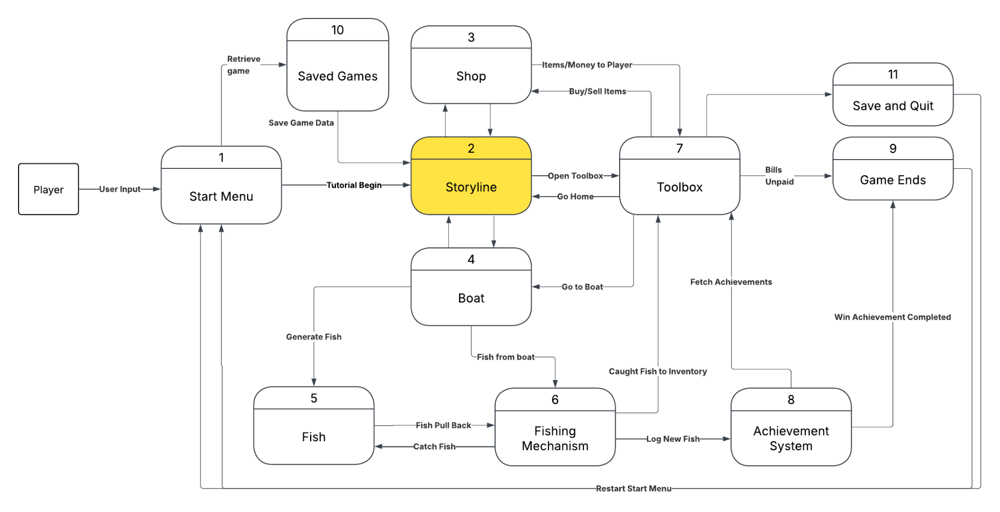 10
Saved Games
3
Shop
Retrieve
game
Items/Money to Player
Buy/Sell Items
11
Save and Quit
Save Game Data
1
Start Menu
2
Storyline
7
Toolbox
9
Game Ends
Player
User Input
Tutorial Begin
Open Toolbox
Go Home
Bills
Unpaid
4
Boat
Go to Boat
Fetch Achievements
Win Achievement Completed
Generate Fish
Fish from boat
Caught Fish to Inventory
5
Fish
6
Fishing
Mechanism
8
Achievement
System
Fish Pull Back
Catch Fish
Log New Fish
Restart Start Menu